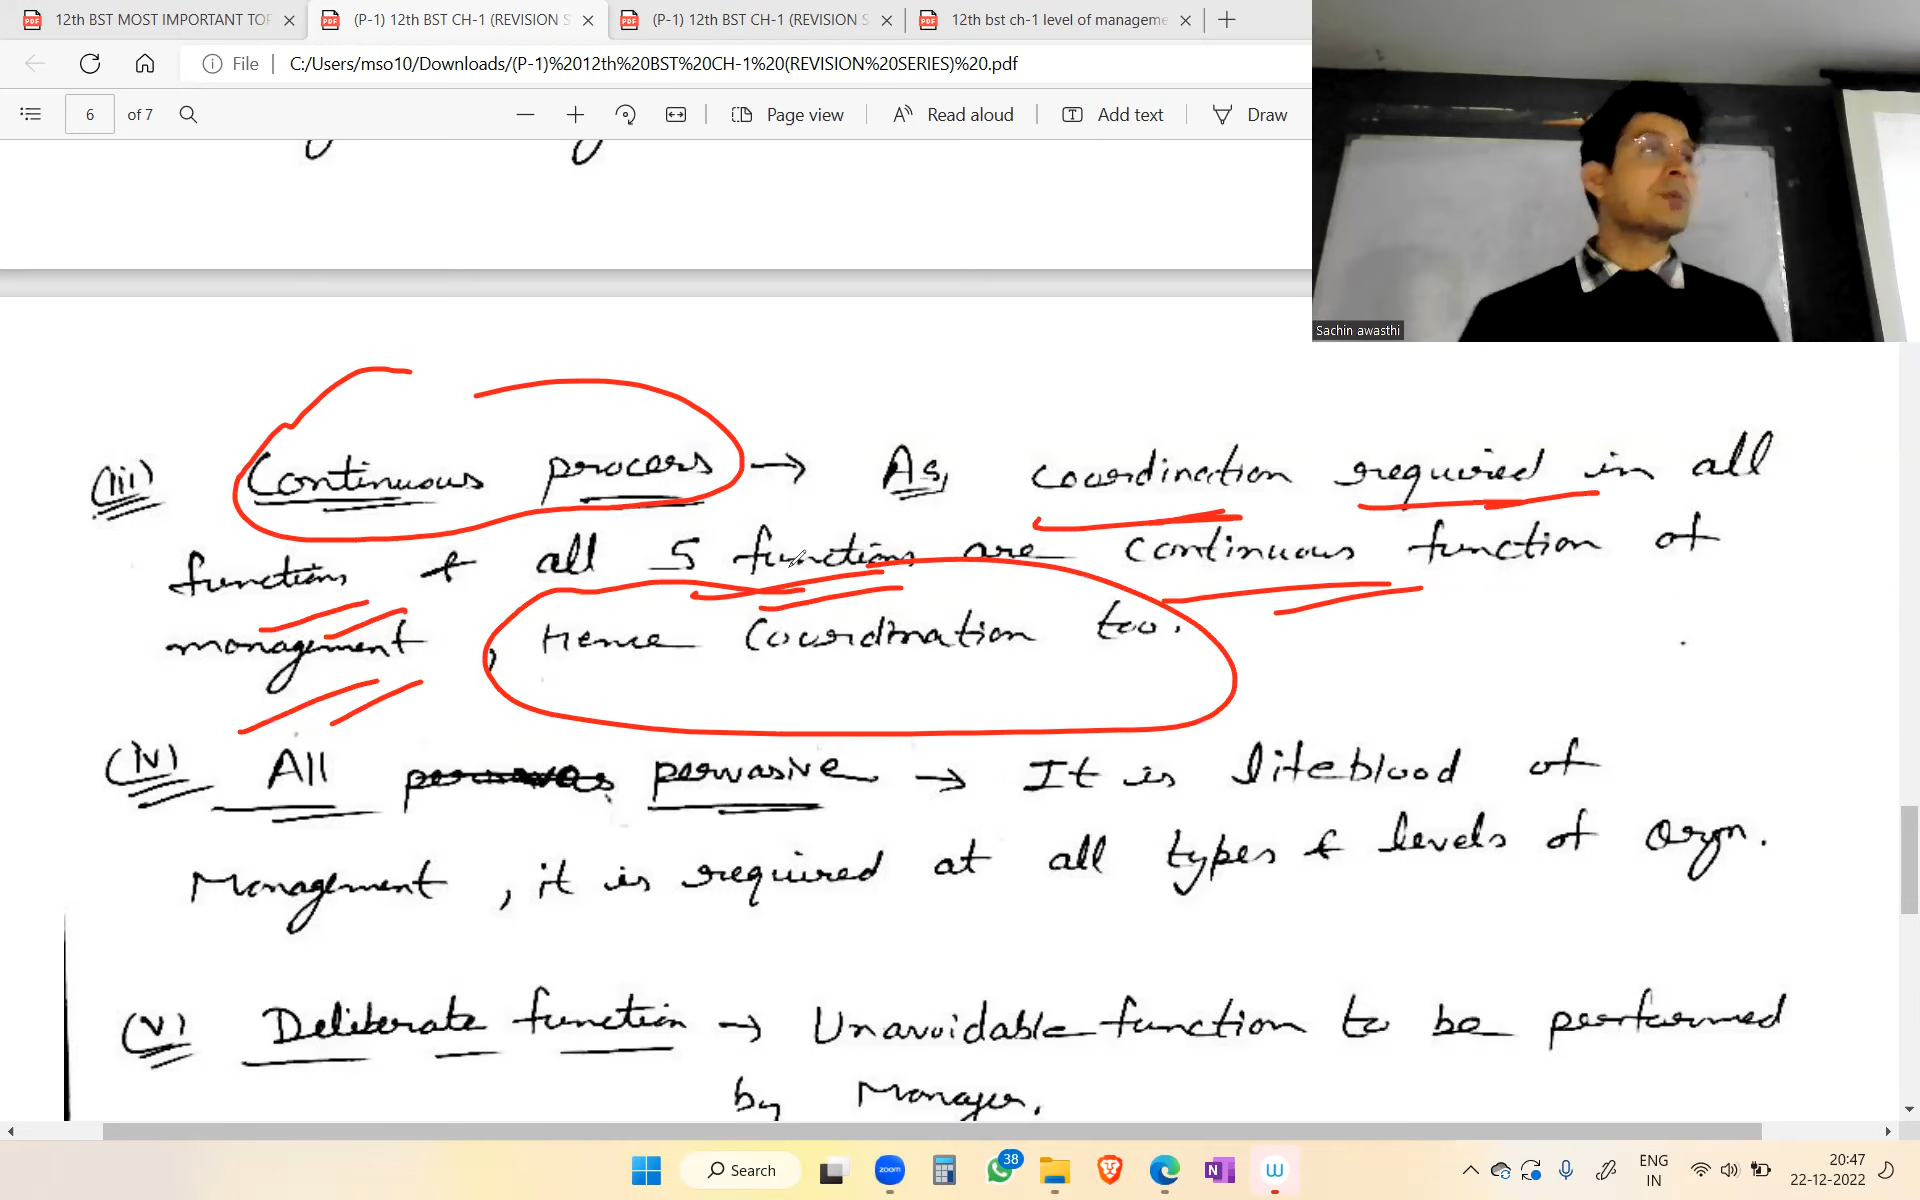 12th BST MOST IMPORTANT TOP
(P-1) 12th BST CH-1 (REVISION S
(P-1) 12th BST CH-1 (REVISION S
12th bst ch-1 level of manageme
File
C:/Users/mso10/Downloads/(P-1)%2012th%20BST%20CH-1%20(REVISION%20SERIES)%20.pdf
6 of 7
Page view
Read aloud
Add text
Draw
Sachin awasthi
(iii) Continuous process → As, coordination required in all
functions & all 5 functions are continuous function of
management, Hence Coordination too.
(iv) All pervasive → It is lifeblood of
Management, it is required at all types & levels of Orgn.
(v) Deliberate function → Unavoidable function to be performed
by Manager.
Search
zoom
38
N
W
ENG
IN
20:47
22-12-2022